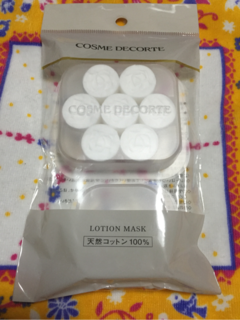 COSME DECORTE
COSME DECORTE
LOTION MASK
天然コットン100%